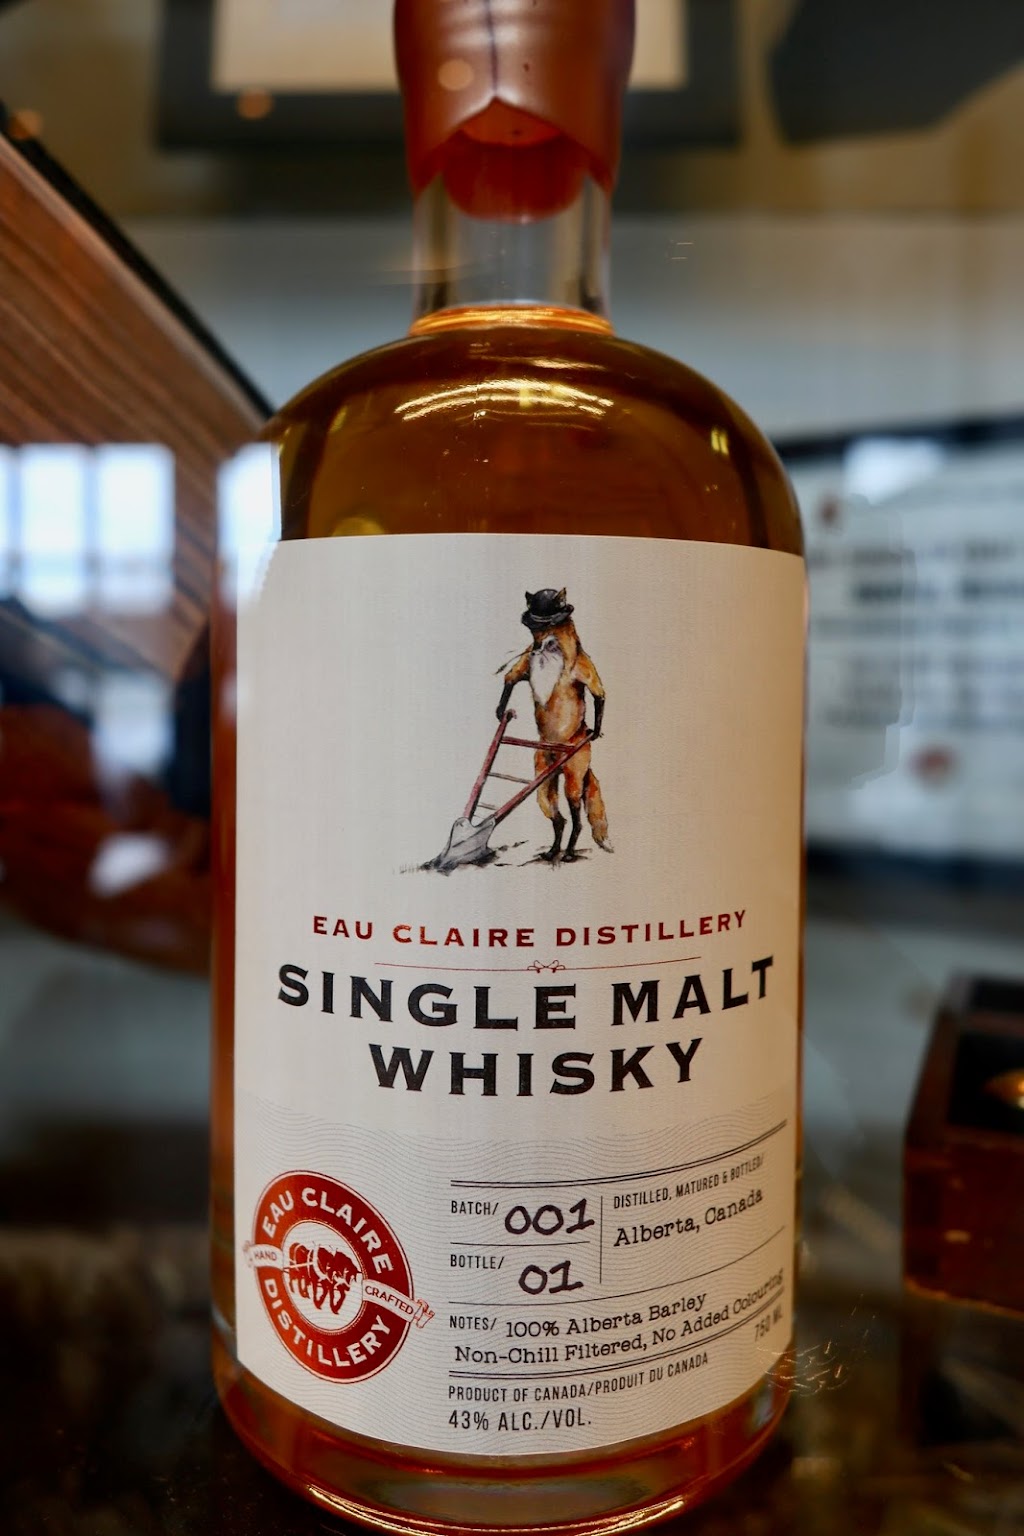 EAU CLAIRE DISTILLERY
SINGLE MALT
WHISKY
EAU CLAIRE
HAND CRAFTED
DISTILLERY
BATCH/ 001
BOTTLE/ 01
DISTILLED, MATURED & BOTTLED/
Alberta, Canada
NOTES/ 100% Alberta Barley
Non-Chill Filtered, No Added Colouring
750 ML
PRODUCT OF CANADA/PRODUIT DU CANADA
43% ALC./VOL.